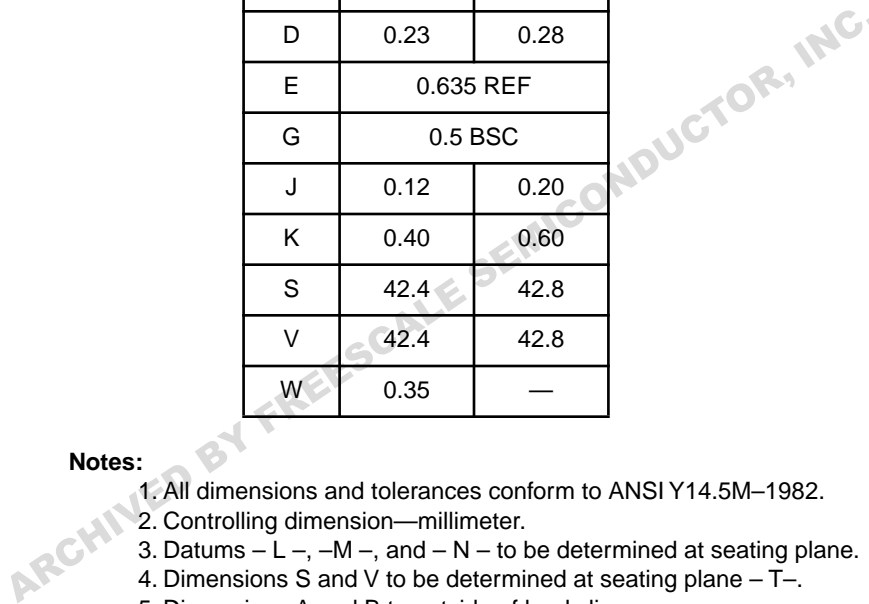 D 0.23 0.28
E 0.635 REF
G 0.5 BSC
J 0.12 0.20
K 0.40 0.60
S 42.4 42.8
V 42.4 42.8
W 0.35 —
Notes:
1. All dimensions and tolerances conform to ANSI Y14.5M–1982.
2. Controlling dimension—millimeter.
3. Datums – L –, –M –, and – N – to be determined at seating plane.
4. Dimensions S and V to be determined at seating plane – T–.
ARCHIVED BY FREESCALE SEMICONDUCTOR, INC.